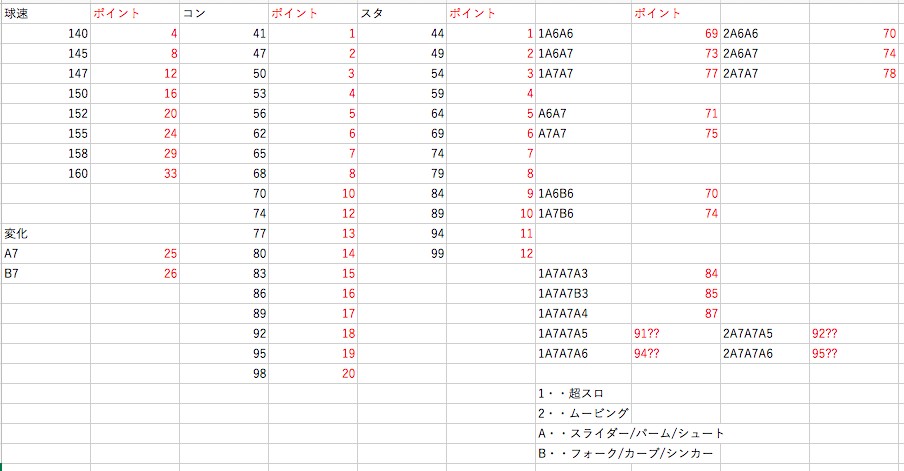 球速 ポイント コン ポイント スタ ポイント ポイント
140 4 41 1 44 1 1A6A6 69 2A6A6 70
145 8 47 2 49 2 1A6A7 73 2A6A7 74
147 12 50 3 54 3 1A7A7 77 2A7A7 78
150 16 53 4 59 4
152 20 56 5 64 5 A6A7 71
155 24 62 6 69 6 A7A7 75
158 29 65 7 74 7
160 33 68 8 79 8
70 10 84 9 1A6B6 70
74 12 89 10 1A7B6 74
変化 77 13 94 11
A7 25 80 14 99 12
B7 26 83 15 1A7A7A3 84
86 16 1A7A7B3 85
89 17 1A7A7A4 87
92 18 1A7A7A5 91?? 2A7A7A5 92??
95 19 1A7A7A6 94?? 2A7A7A6 95??
98 20
1・・超スロ
2・・ムービング
A・・スライダー/パーム/シュート
B・・フォーク/カーブ/シンカー